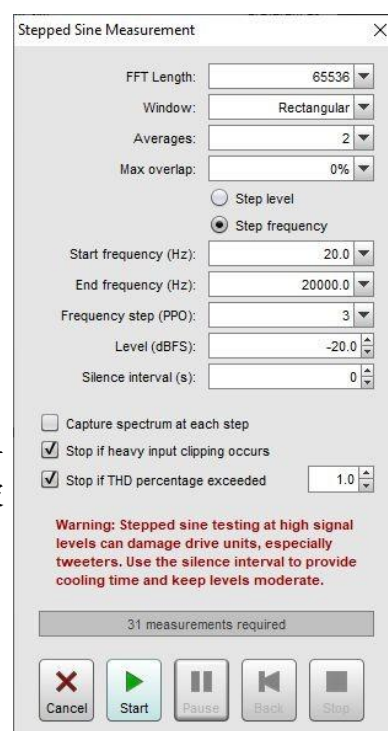 Stepped Sine Measurement
FFT Length: 65536
Window: Rectangular
Averages: 2
Max overlap: 0%
Step level
Step frequency
Start frequency (Hz): 20.0
End frequency (Hz): 20000.0
Frequency step (PPO): 3
Level (dBFS): -20.0
Silence interval (s): 0
Capture spectrum at each step
Stop if heavy input clipping occurs
Stop if THD percentage exceeded 1.0
Warning: Stepped sine testing at high signal
levels can damage drive units, especially
tweeters. Use the silence interval to provide
cooling time and keep levels moderate.
31 measurements required
Cancel Start Pause Back Stop